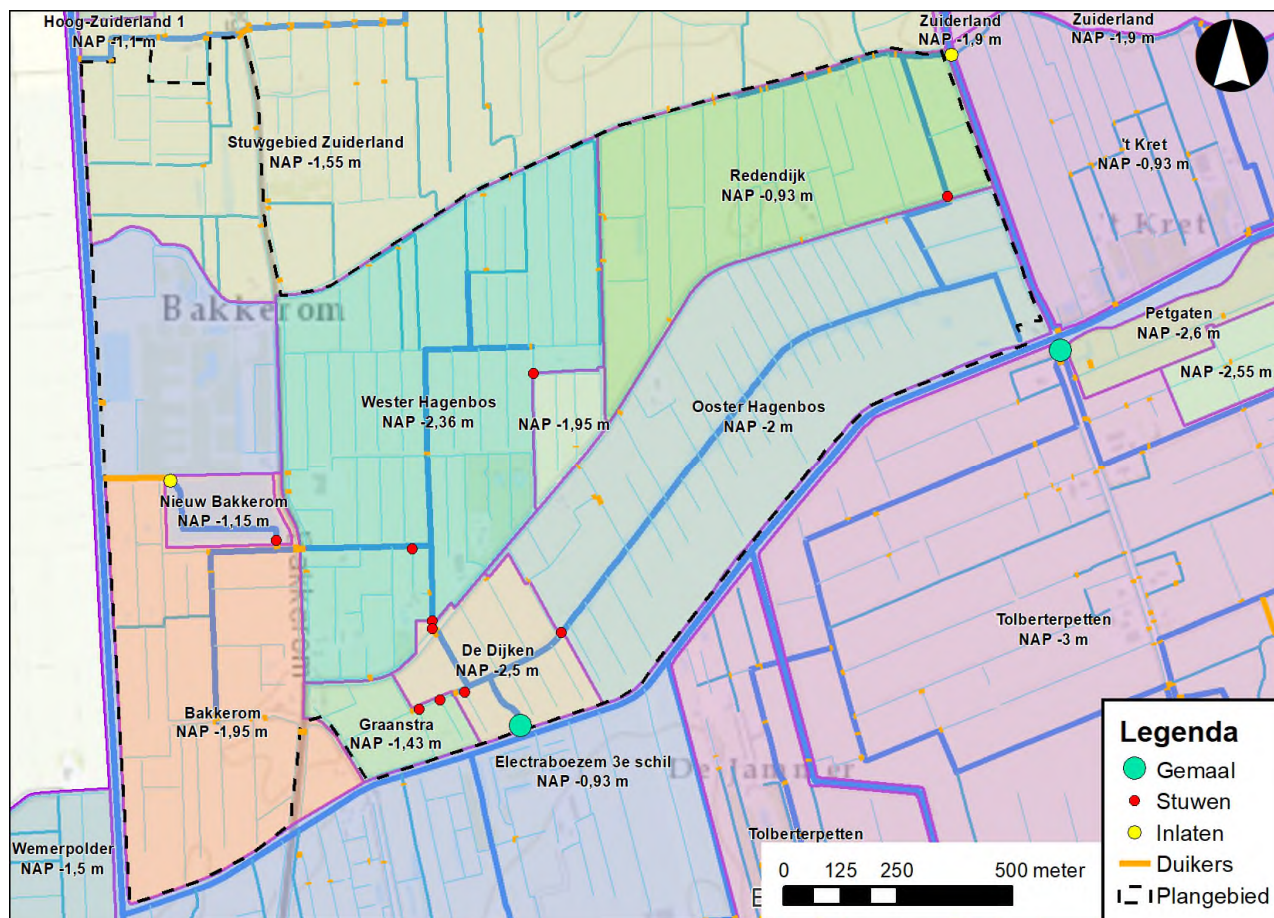 Hoog-Zuiderland 1
NAP -1,1 m
Zuiderland
NAP -1,9 m
Zuiderland
NAP -1,9 m
Stuwgebied Zuiderland
NAP -1,55 m
't Kret
NAP -0,93 m
Redendijk
NAP -0,93 m
't Kret
Bakkerom
Petgaten
NAP -2,6 m
NAP -2,55 m
Wester Hagenbos
NAP -2,36 m
NAP -1,95 m
Ooster Hagenbos
NAP -2 m
Nieuw Bakkerom
NAP -1,15 m
Bakkerom
Tolberterpetten
NAP -3 m
De Dijken
NAP -2,5 m
Bakkerom
NAP -1,95 m
Graanstra
NAP -1,43 m
Electraboezem 3e schil
NAP -0,93 m
De Jammer
Wemerpolder
NAP -1,5 m
Tolberterpetten
E
0 125 250 500 meter
Legenda
Gemaal
Stuwen
Inlaten
Duikers
Plangebied